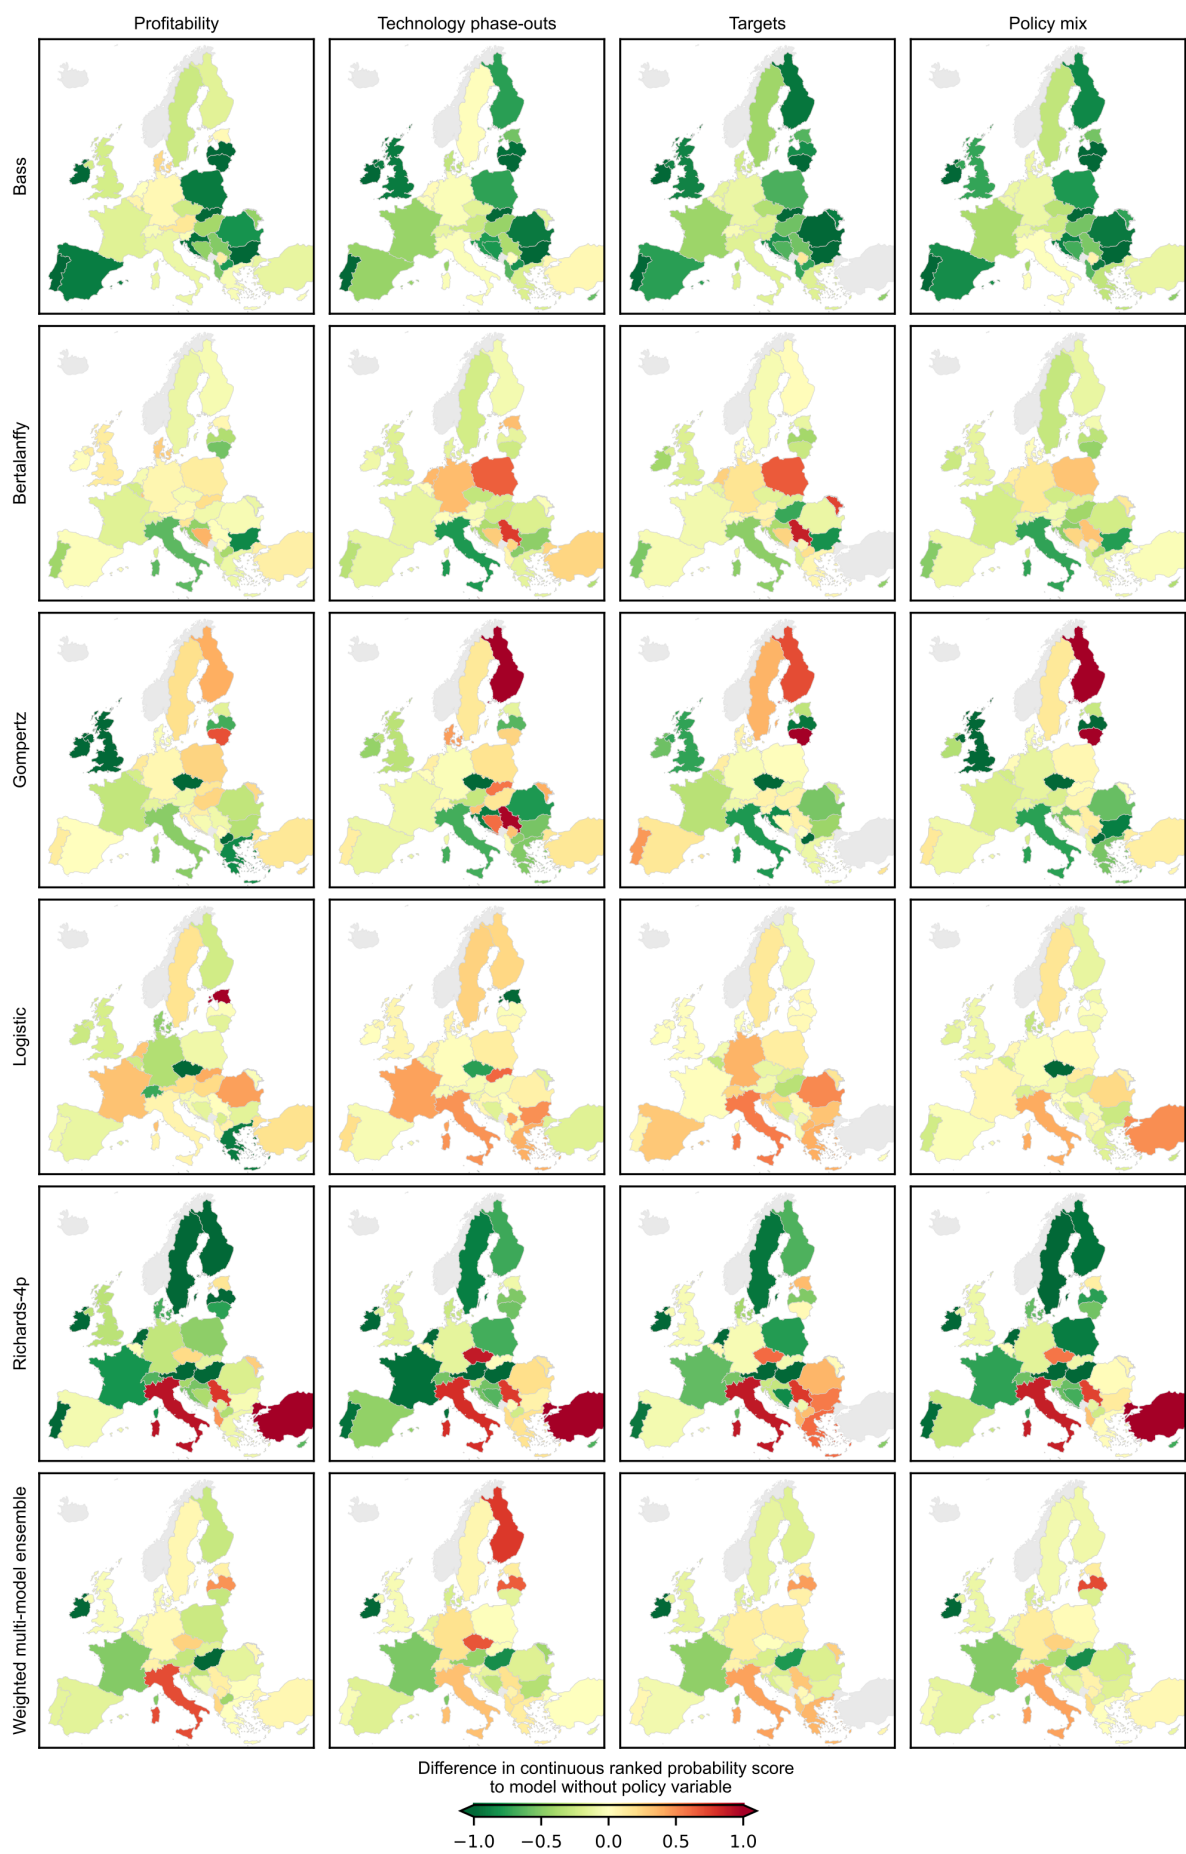 Profitability
Technology phase-outs
Targets
Policy mix
Bass
Bertalanffy
Gompertz
Logistic
Richards-4p
Weighted multi-model ensemble
Difference in continuous ranked probability score
to model without policy variable
−1.0 −0.5 0.0 0.5 1.0